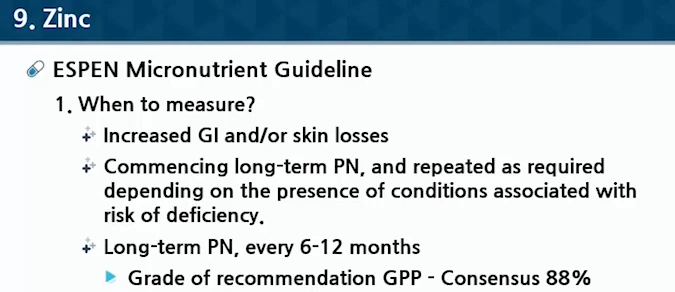 9. Zinc
ESPEN Micronutrient Guideline
1. When to measure?
Increased GI and/or skin losses
Commencing long-term PN, and repeated as required
depending on the presence of conditions associated with
risk of deficiency.
Long-term PN, every 6-12 months
Grade of recommendation GPP - Consensus 88%